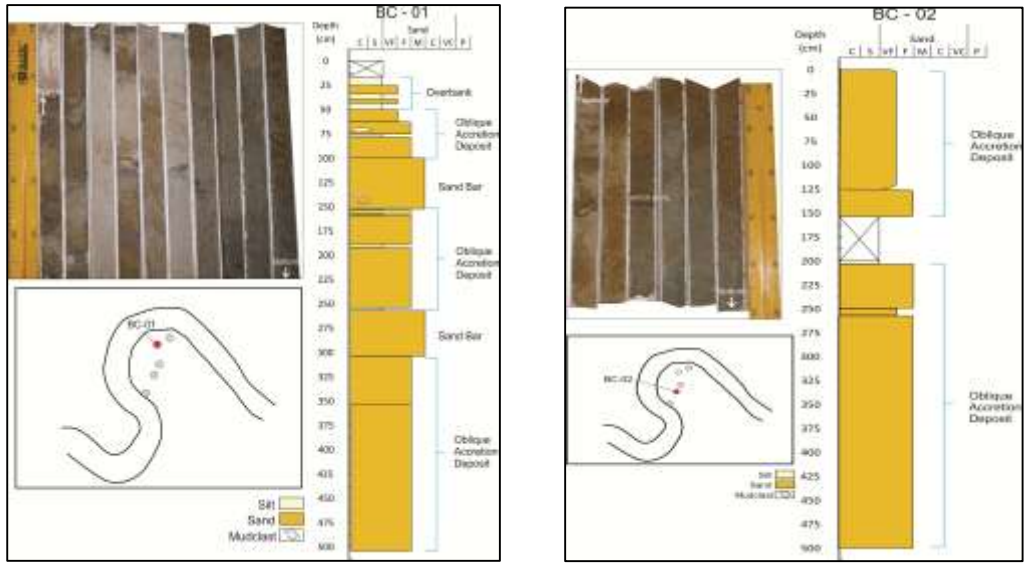 BC - 01
Depth
(cm)
Sand
C S VF F M C VC P
0
25
50
75
100
125
150
175
200
225
250
275
300
325
350
375
400
425
450
475
500
Overbank
Oblique
Accretion
Deposit
Sand Bar
Oblique
Accretion
Deposit
Sand Bar
Oblique
Accretion
Deposit
BC-01
Silt
Sand
Mudclast
BC - 02
Depth
(cm)
Sand
C S VF F M C VC P
0
25
50
75
100
125
150
175
200
225
250
275
300
325
350
375
400
425
450
475
500
Oblique
Accretion
Deposit
Oblique
Accretion
Deposit
BC-02
Silt
Sand
Mudclast